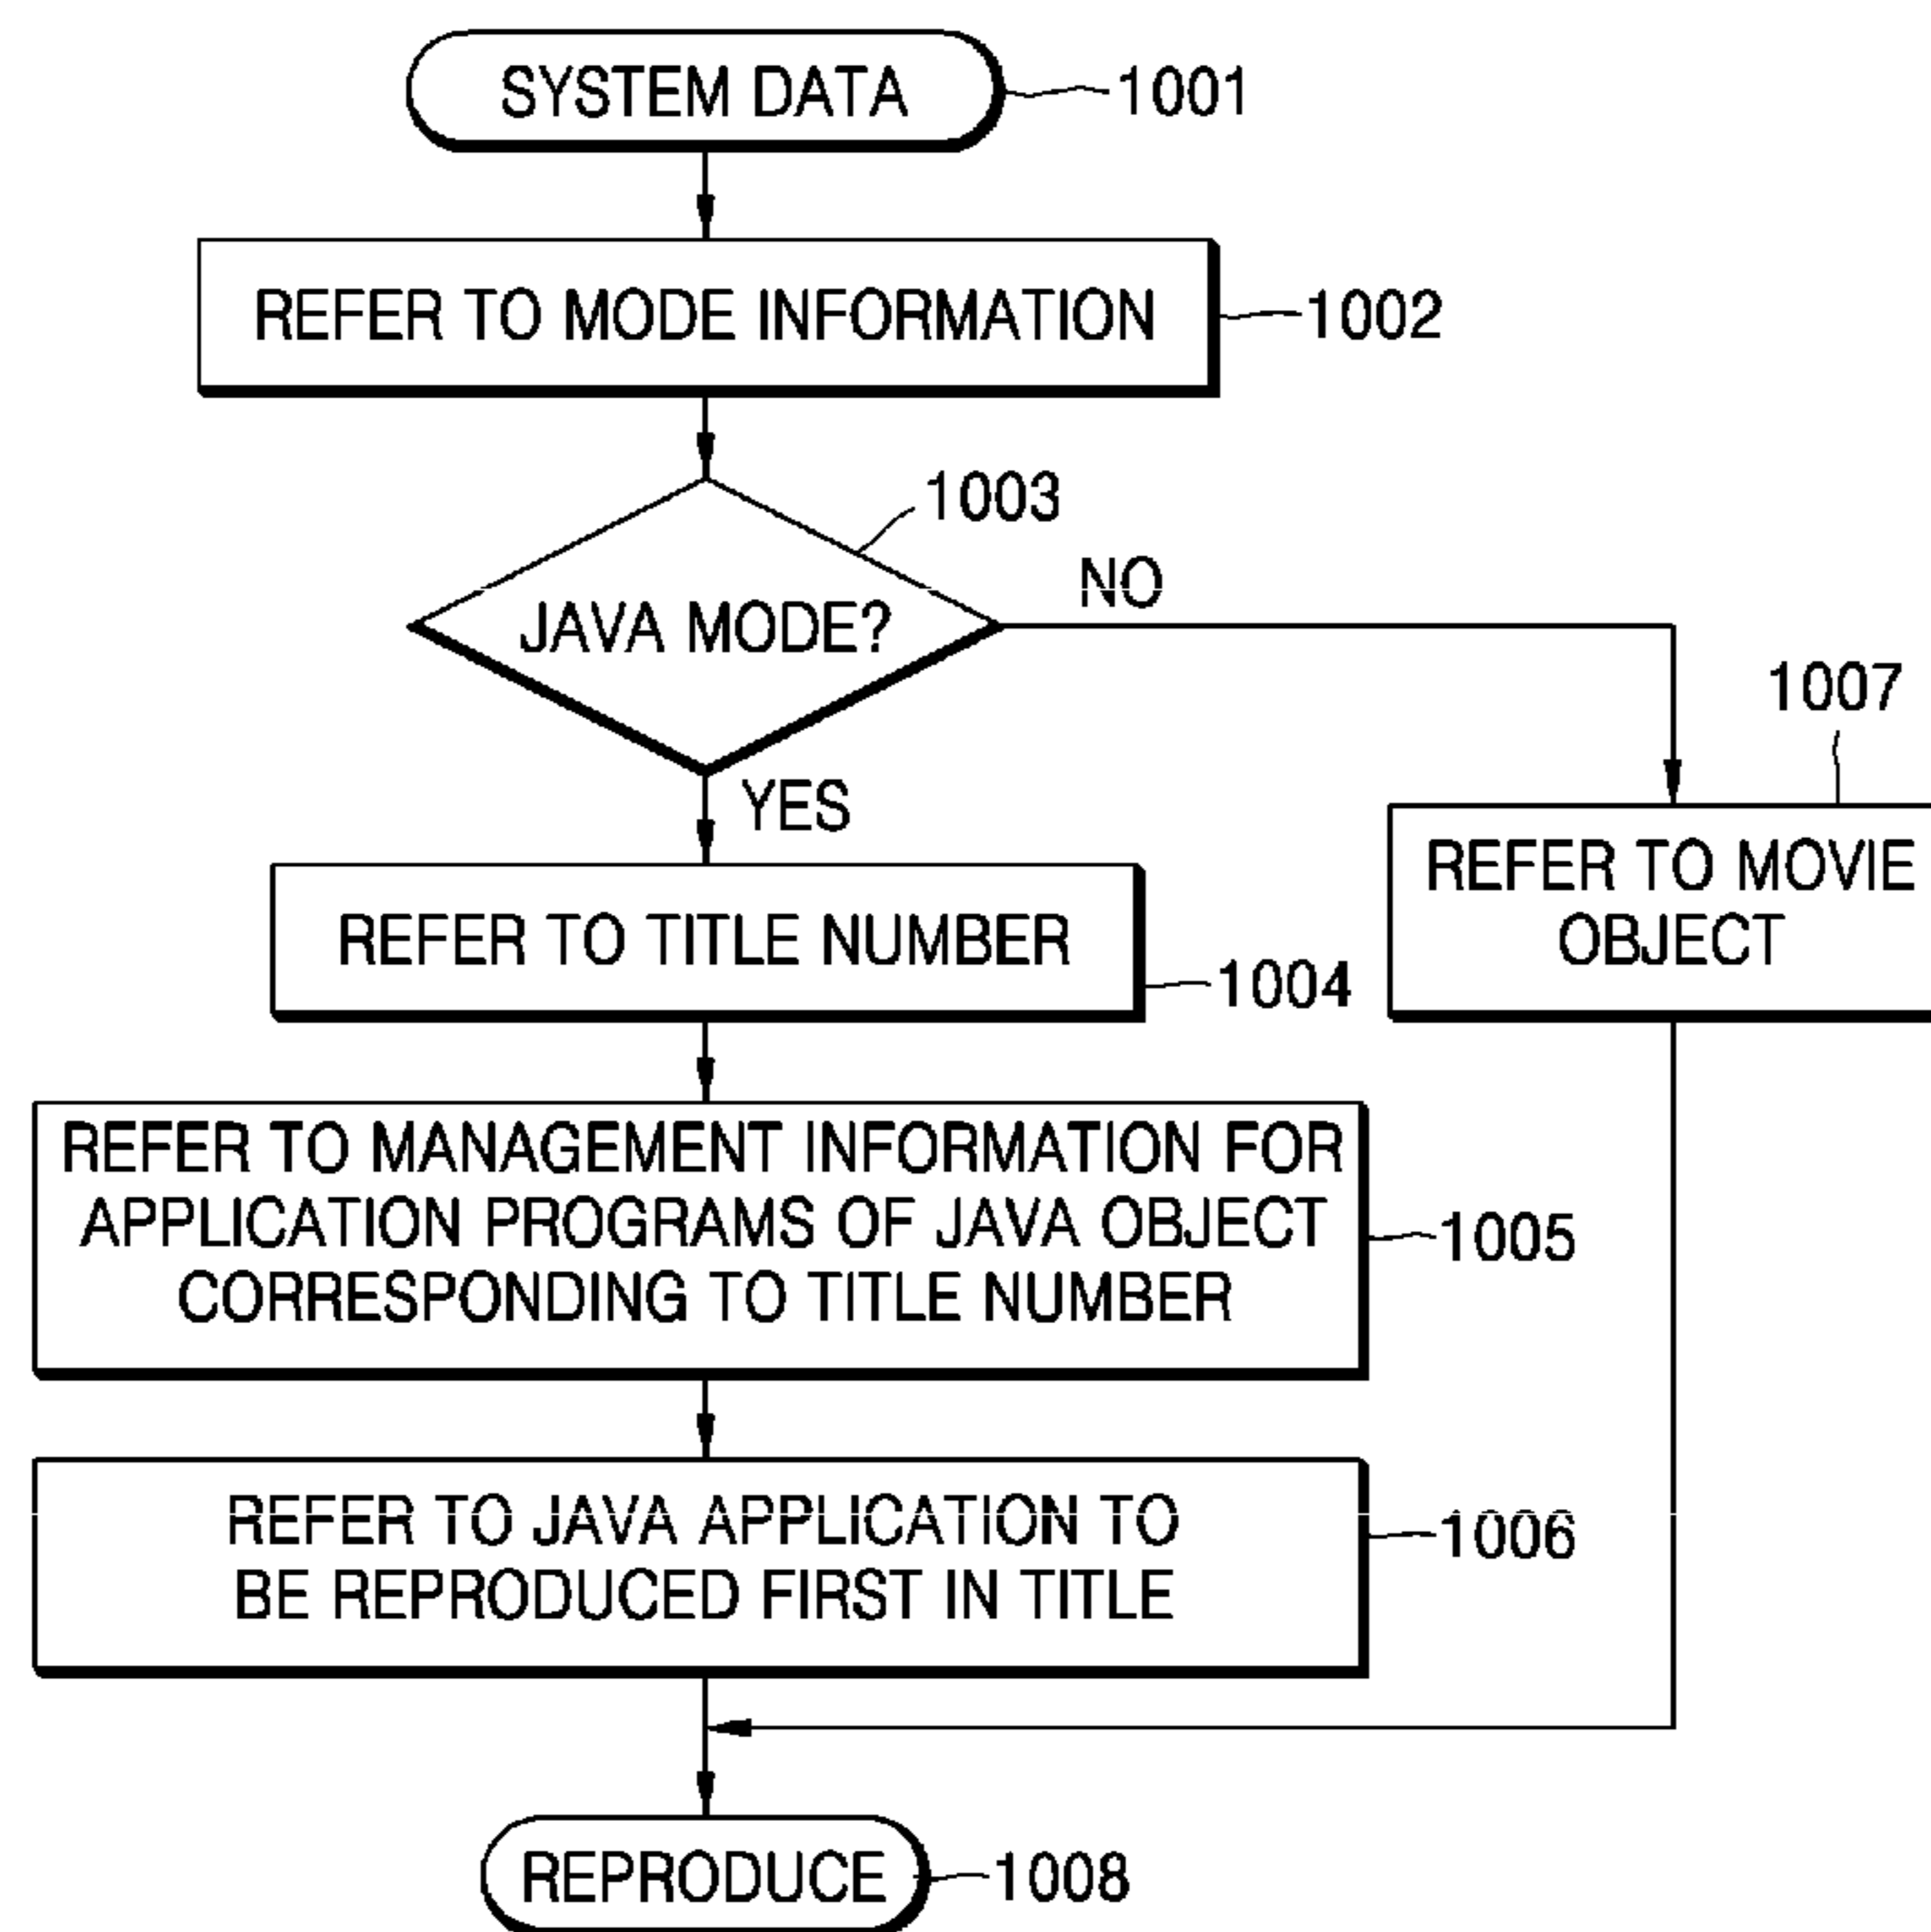 SYSTEM DATA
1001
REFER TO MODE INFORMATION
1002
1003
JAVA MODE?
NO
YES
1007
REFER TO MOVIE
OBJECT
REFER TO TITLE NUMBER
1004
REFER TO MANAGEMENT INFORMATION FOR
APPLICATION PROGRAMS OF JAVA OBJECT
CORRESPONDING TO TITLE NUMBER
1005
REFER TO JAVA APPLICATION TO
BE REPRODUCED FIRST IN TITLE
1006
REPRODUCE
1008